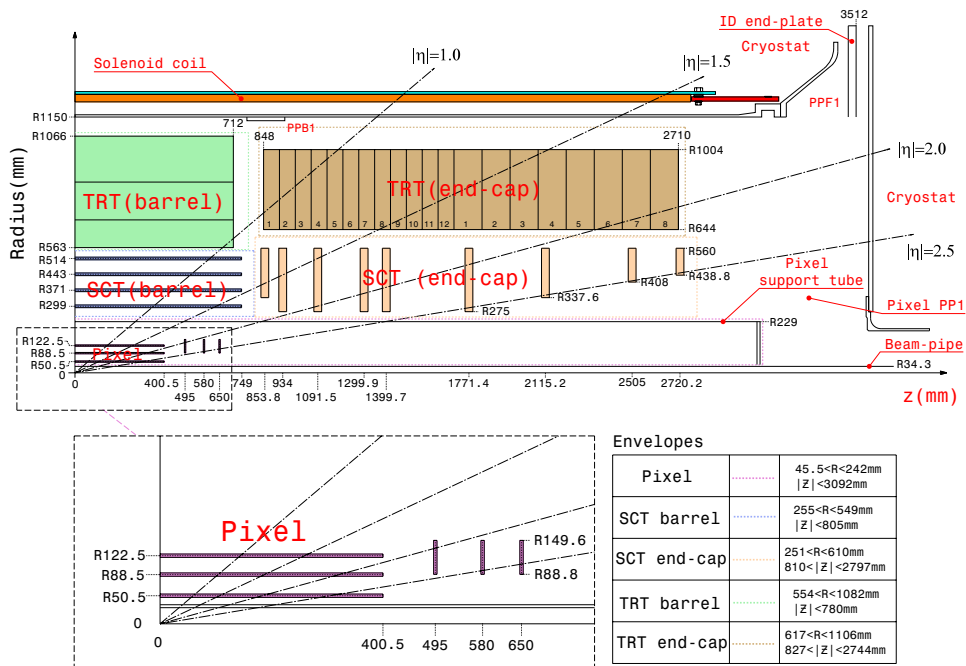 3512
ID end-plate
Cryostat
|η|=1.0
|η|=1.5
Solenoid coil
PPF1
R1150
712
PPB1
R1066
848
2710
R1004
|η|=2.0
TRT(barrel)
TRT(end-cap)
Cryostat
1 2 3 4 5 6 7 8 9 10 11 12 1 2 3 4 5 6 7 8
R644
Radius(mm)
R563
R560
|η|=2.5
R514
R443
SCT (end-cap)
R438.8
Pixel
support tube
R408
R371
SCT(barrel)
R337.6
R299
R275
Pixel PP1
R229
R122.5
R88.5
Pixel
R50.5
Beam-pipe
R34.3
0
0
400.5
580
749
934
1299.9
1771.4
2115.2
2505
2720.2
z(mm)
495
650
853.8
1091.5
1399.7
Pixel
R122.5
R149.6
R88.5
R88.8
R50.5
0
0
400.5
495
580
650
Envelopes
Pixel
45.5<R<242mm
|Z|<3092mm
SCT barrel
255<R<549mm
|Z|<805mm
SCT end-cap
251<R<610mm
810<|Z|<2797mm
TRT barrel
554<R<1082mm
|Z|<780mm
TRT end-cap
617<R<1106mm
827<|Z|<2744mm